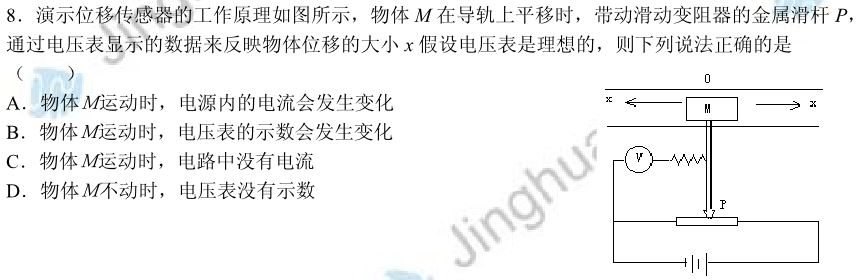 8．演示位移传感器的工作原理如图所示，物体 M 在导轨上平移时，带动滑动变阻器的金属滑杆 P，
通过电压表显示的数据来反映物体位移的大小 x 假设电压表是理想的，则下列说法正确的是
（　　）
A．物体M运动时，电源内的电流会发生变化
B．物体M运动时，电压表的示数会发生变化
C．物体M运动时，电路中没有电流
D．物体M不动时，电压表没有示数
0
x M x
V
P
Jinghua
Jinghua